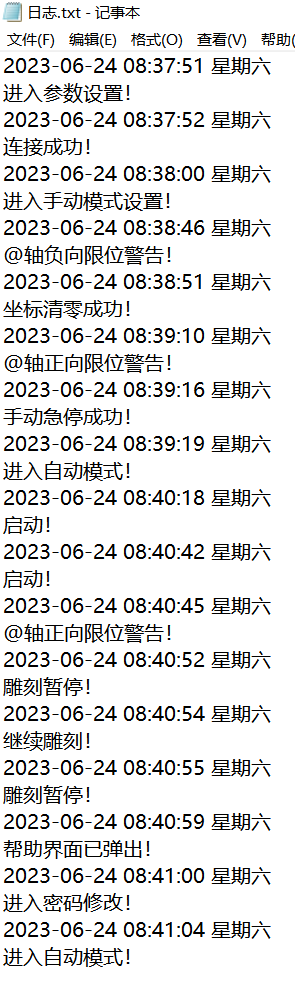 日志.txt - 记事本
文件(F) 编辑(E) 格式(O) 查看(V) 帮助(
2023-06-24 08:37:51 星期六
进入参数设置！
2023-06-24 08:37:52 星期六
连接成功！
2023-06-24 08:38:00 星期六
进入手动模式设置！
2023-06-24 08:38:46 星期六
@轴负向限位警告！
2023-06-24 08:38:51 星期六
坐标清零成功！
2023-06-24 08:39:10 星期六
@轴正向限位警告！
2023-06-24 08:39:16 星期六
手动急停成功！
2023-06-24 08:39:19 星期六
进入自动模式！
2023-06-24 08:40:18 星期六
启动！
2023-06-24 08:40:42 星期六
启动！
2023-06-24 08:40:45 星期六
@轴正向限位警告！
2023-06-24 08:40:52 星期六
雕刻暂停！
2023-06-24 08:40:54 星期六
继续雕刻！
2023-06-24 08:40:55 星期六
雕刻暂停！
2023-06-24 08:40:59 星期六
帮助界面已弹出！
2023-06-24 08:41:00 星期六
进入密码修改！
2023-06-24 08:41:04 星期六
进入自动模式！